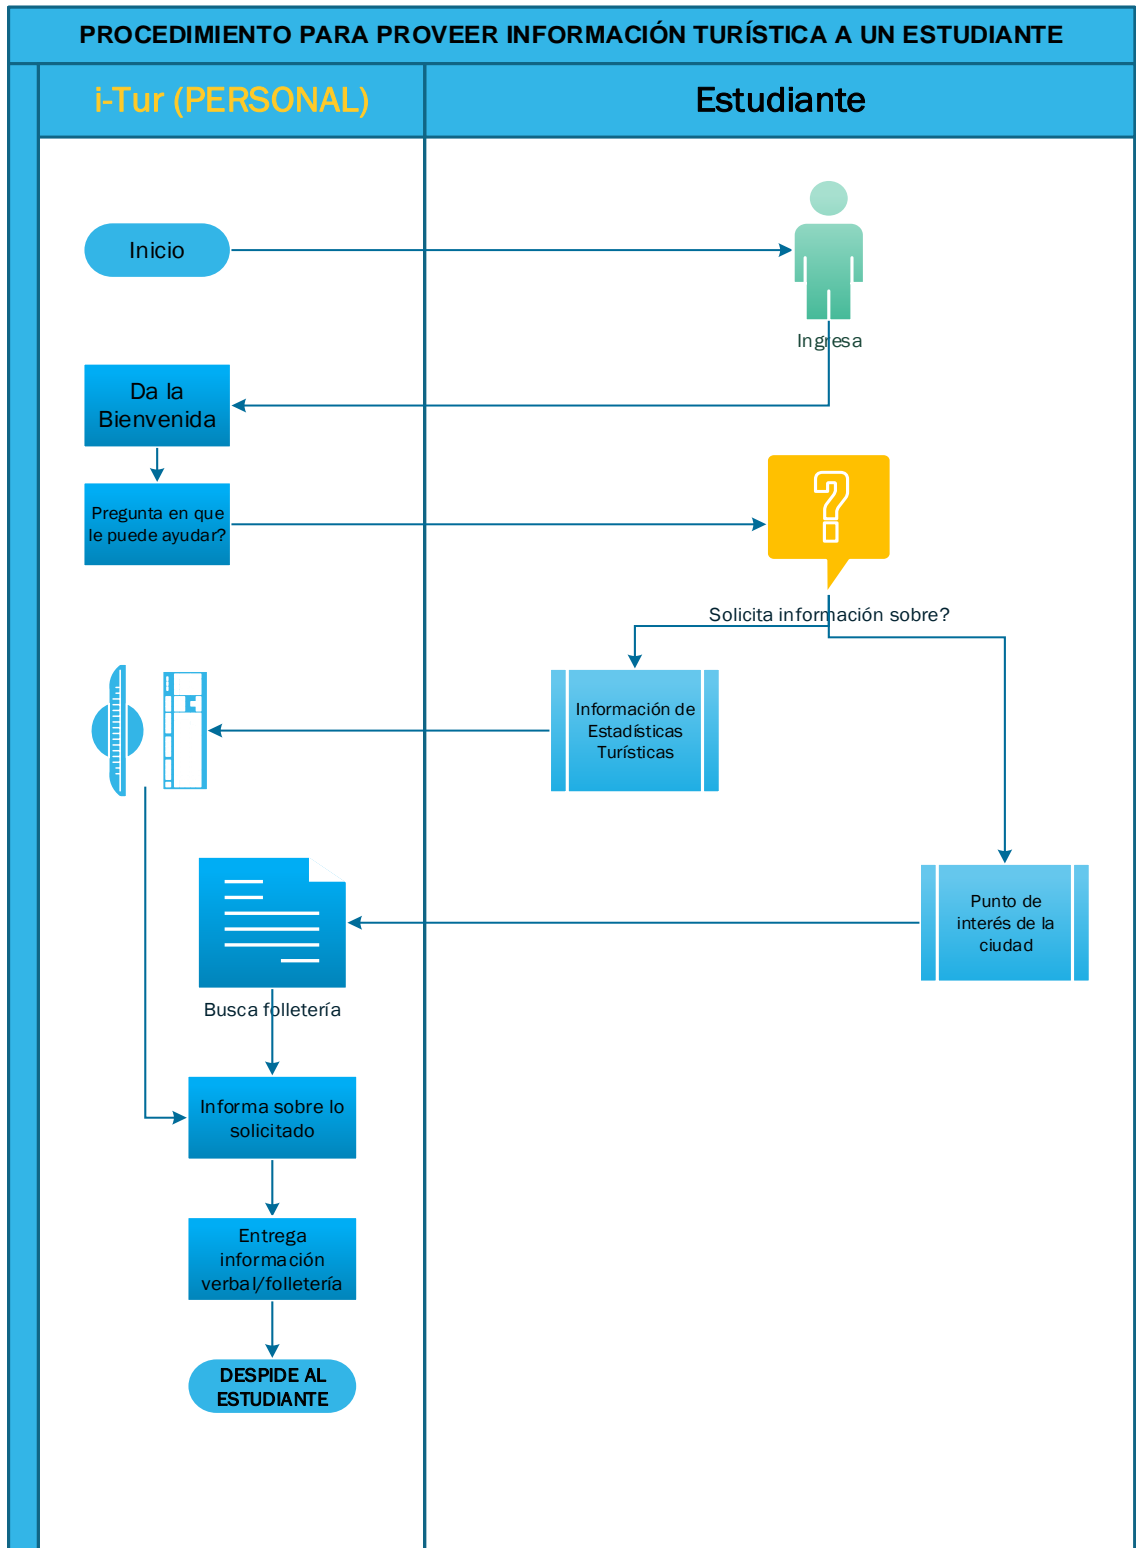 PROCEDIMIENTO PARA PROVEER INFORMACIÓN TURÍSTICA A UN ESTUDIANTE
i-Tur (PERSONAL)
Estudiante
Inicio
Ingresa
Da la
Bienvenida
Pregunta en que
le puede ayudar?
?
Solicita información sobre?
Información de
Estadísticas
Turísticas
Punto de
interés de la
ciudad
Busca folletería
Informa sobre lo
solicitado
Entrega
información
verbal/folletería
DESPIDE AL
ESTUDIANTE